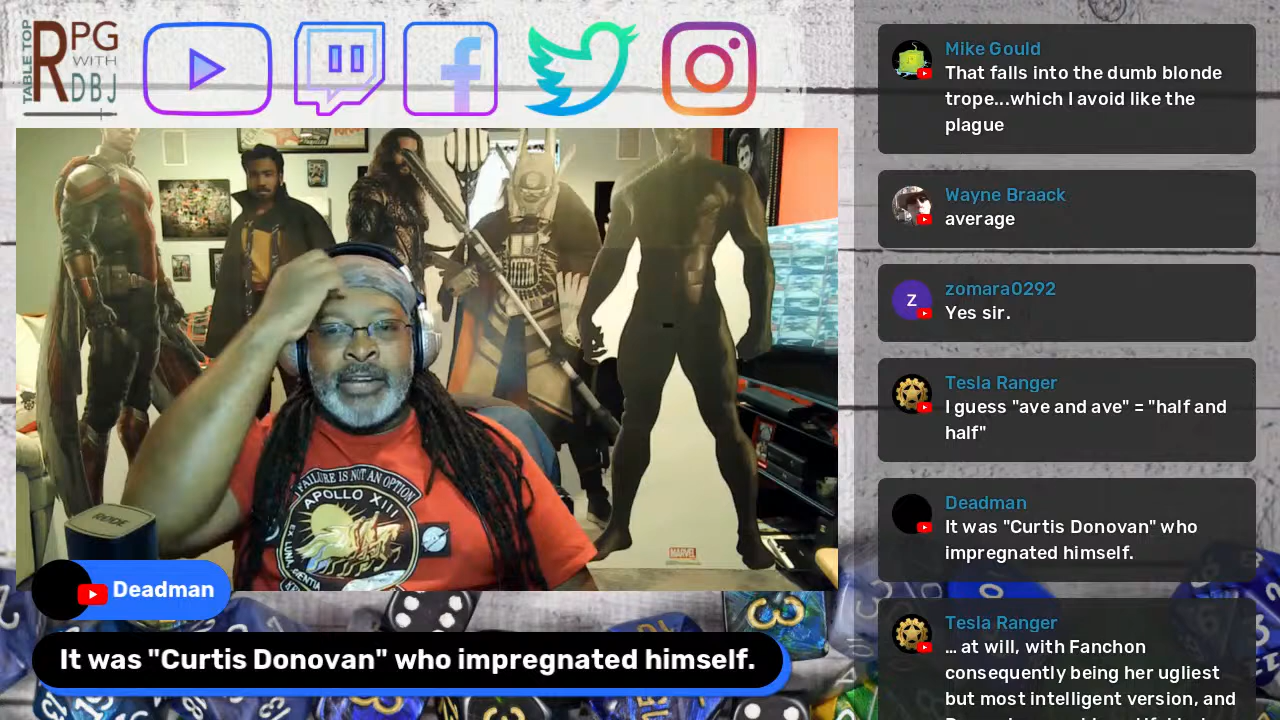 TABLE TOP
RPG
WITH
RDBJ
FAILURE IS NOT AN OPTION
APOLLO XIII
EX LUNA,
RODE
MARVEL
Deadman
It was "Curtis Donovan" who impregnated himself.
Mike Gould
That falls into the dumb blonde
trope...which I avoid like the
plague
Wayne Braack
average
Z
zomara0292
Yes sir.
Tesla Ranger
I guess "ave and ave" = "half and
half"
Deadman
It was "Curtis Donovan" who
impregnated himself.
Tesla Ranger
... at will, with Fanchon
consequently being her ugliest
but most intelligent version, and